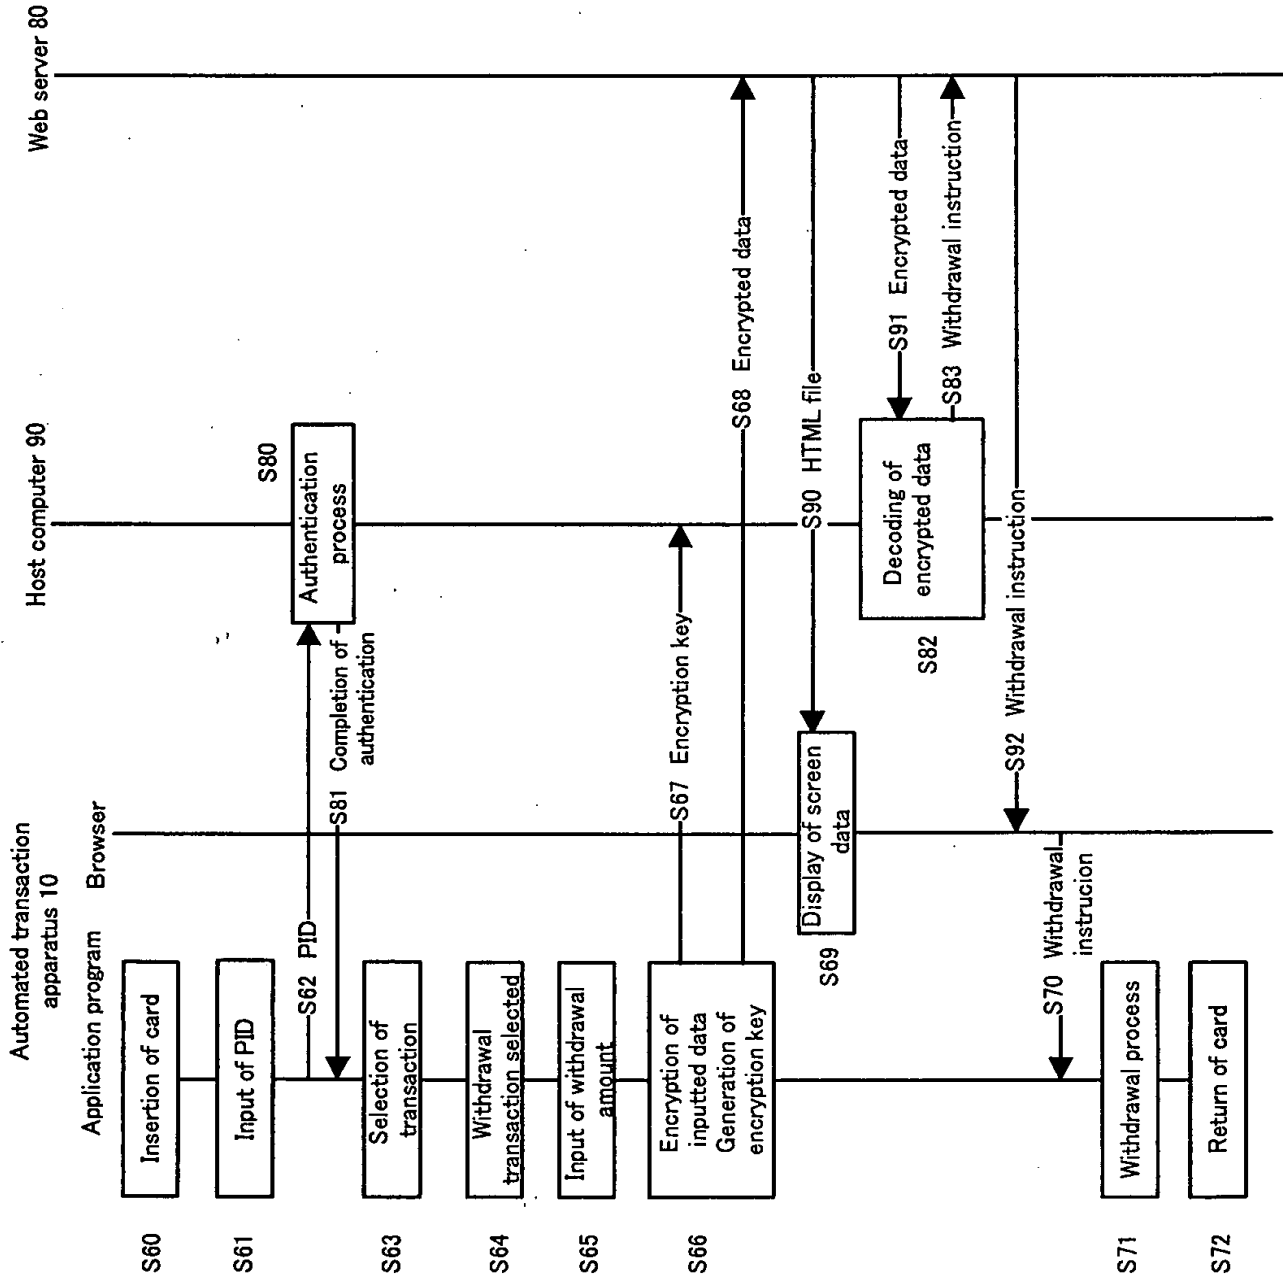 Automated transaction
apparatus 10
Application program
Browser
Host computer 90
Web server 80
S60
Insertion of card
S61
Input of PID
S62 PID
Authentication
process
S80
S81 Completion of
authentication
S63
Selection of
transaction
S64
Withdrawal
transaction selected
S65
Input of withdrawal
amount
S66
Encryption of
inputted data
Generation of
encryption key
S67 Encryption key
S68 Encrypted data
S90 HTML file
Display of screen
data
S69
S91 Encrypted data
Decoding of
encrypted data
S82
S83 Withdrawal instruction
S92 Withdrawal instruction
S70 Withdrawal
instrucion
S71
Withdrawal process
S72
Return of card